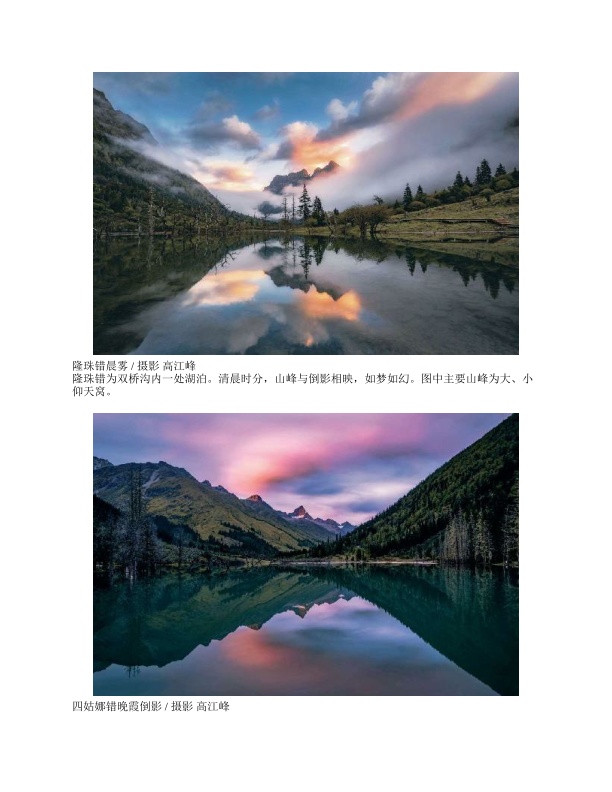 隆珠错晨雾 / 摄影 高江峰
隆珠错为双桥沟内一处湖泊。清晨时分，山峰与倒影相映，如梦如幻。图中主要山峰为大、小
仰天窝。
四姑娜错晚霞倒影 / 摄影 高江峰